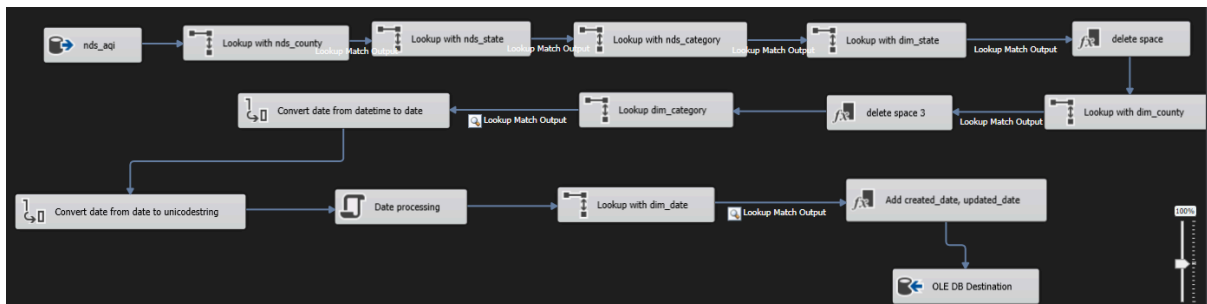 nds_aqi
Lookup with nds_county
Lookup Match Output
Lookup with nds_state
Lookup Match Output
Lookup with nds_category
Lookup Match Output
Lookup with dim_state
Lookup Match Output
delete space
Convert date from datetime to date
Lookup Match Output
Lookup dim_category
delete space 3
Lookup Match Output
Lookup with dim_county
Convert date from date to unicodestring
Date processing
Lookup with dim_date
Lookup Match Output
Add created_date, updated_date
100%
OLE DB Destination